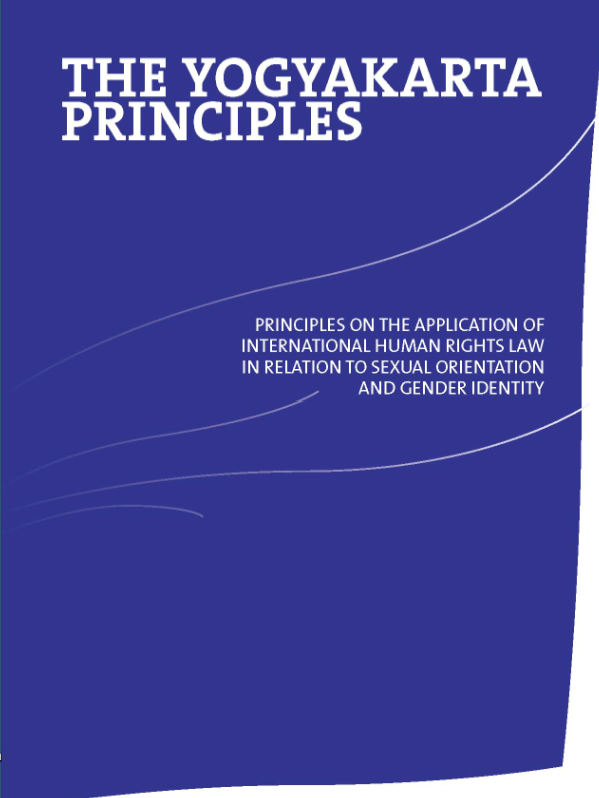 THE YOGYAKARTA
PRINCIPLES
PRINCIPLES ON THE APPLICATION OF
INTERNATIONAL HUMAN RIGHTS LAW
IN RELATION TO SEXUAL ORIENTATION
AND GENDER IDENTITY